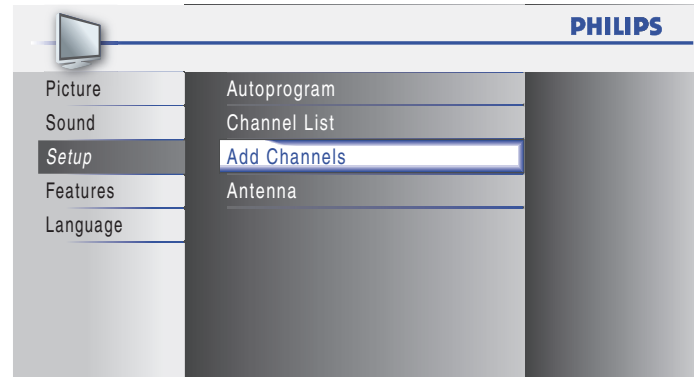 PHILIPS
Picture
Sound
Setup
Features
Language
Autoprogram
Channel List
Add Channels
Antenna